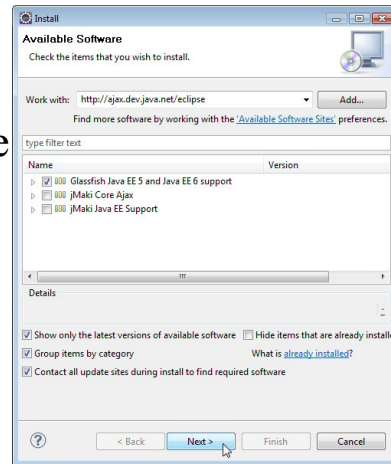 Install
Available Software
Check the items that you wish to install.
Work with: http://ajax.dev.java.net/eclipse Add...
Find more software by working with the 'Available Software Sites' preferences.
e
type filter text
Name Version
Glassfish Java EE 5 and Java EE 6 support
jMaki Core Ajax
jMaki Java EE Support
Details
Show only the latest versions of available software Hide items that are already install
Group items by category What is already installed?
Contact all update sites during install to find required software
? < Back Next > Finish Cancel